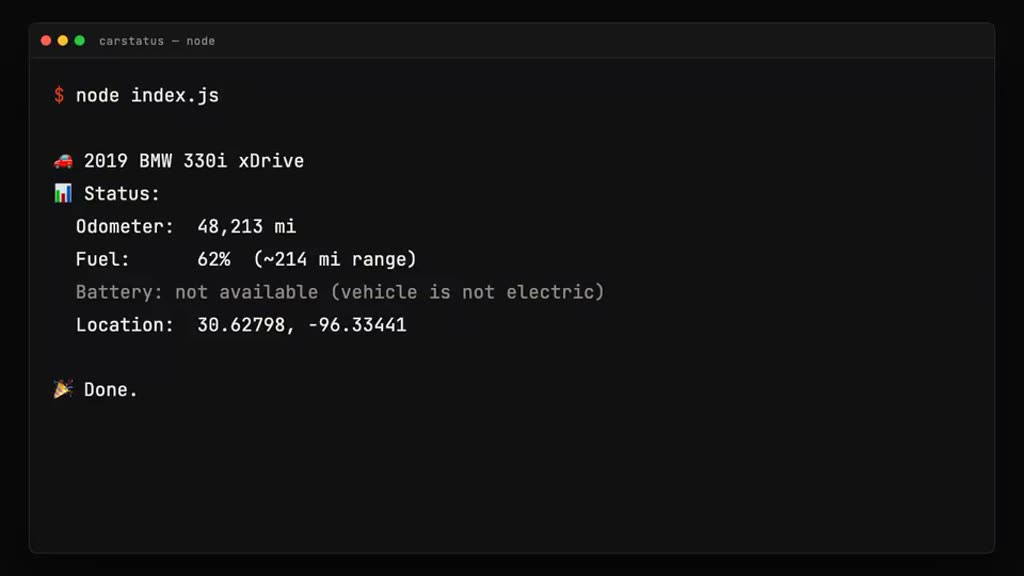 carstatus — node
$ node index.js
🚗 2019 BMW 330i xDrive
📊 Status:
Odometer: 48,213 mi
Fuel: 62% (~214 mi range)
Battery: not available (vehicle is not electric)
Location: 30.62798, -96.33441
🎉 Done.